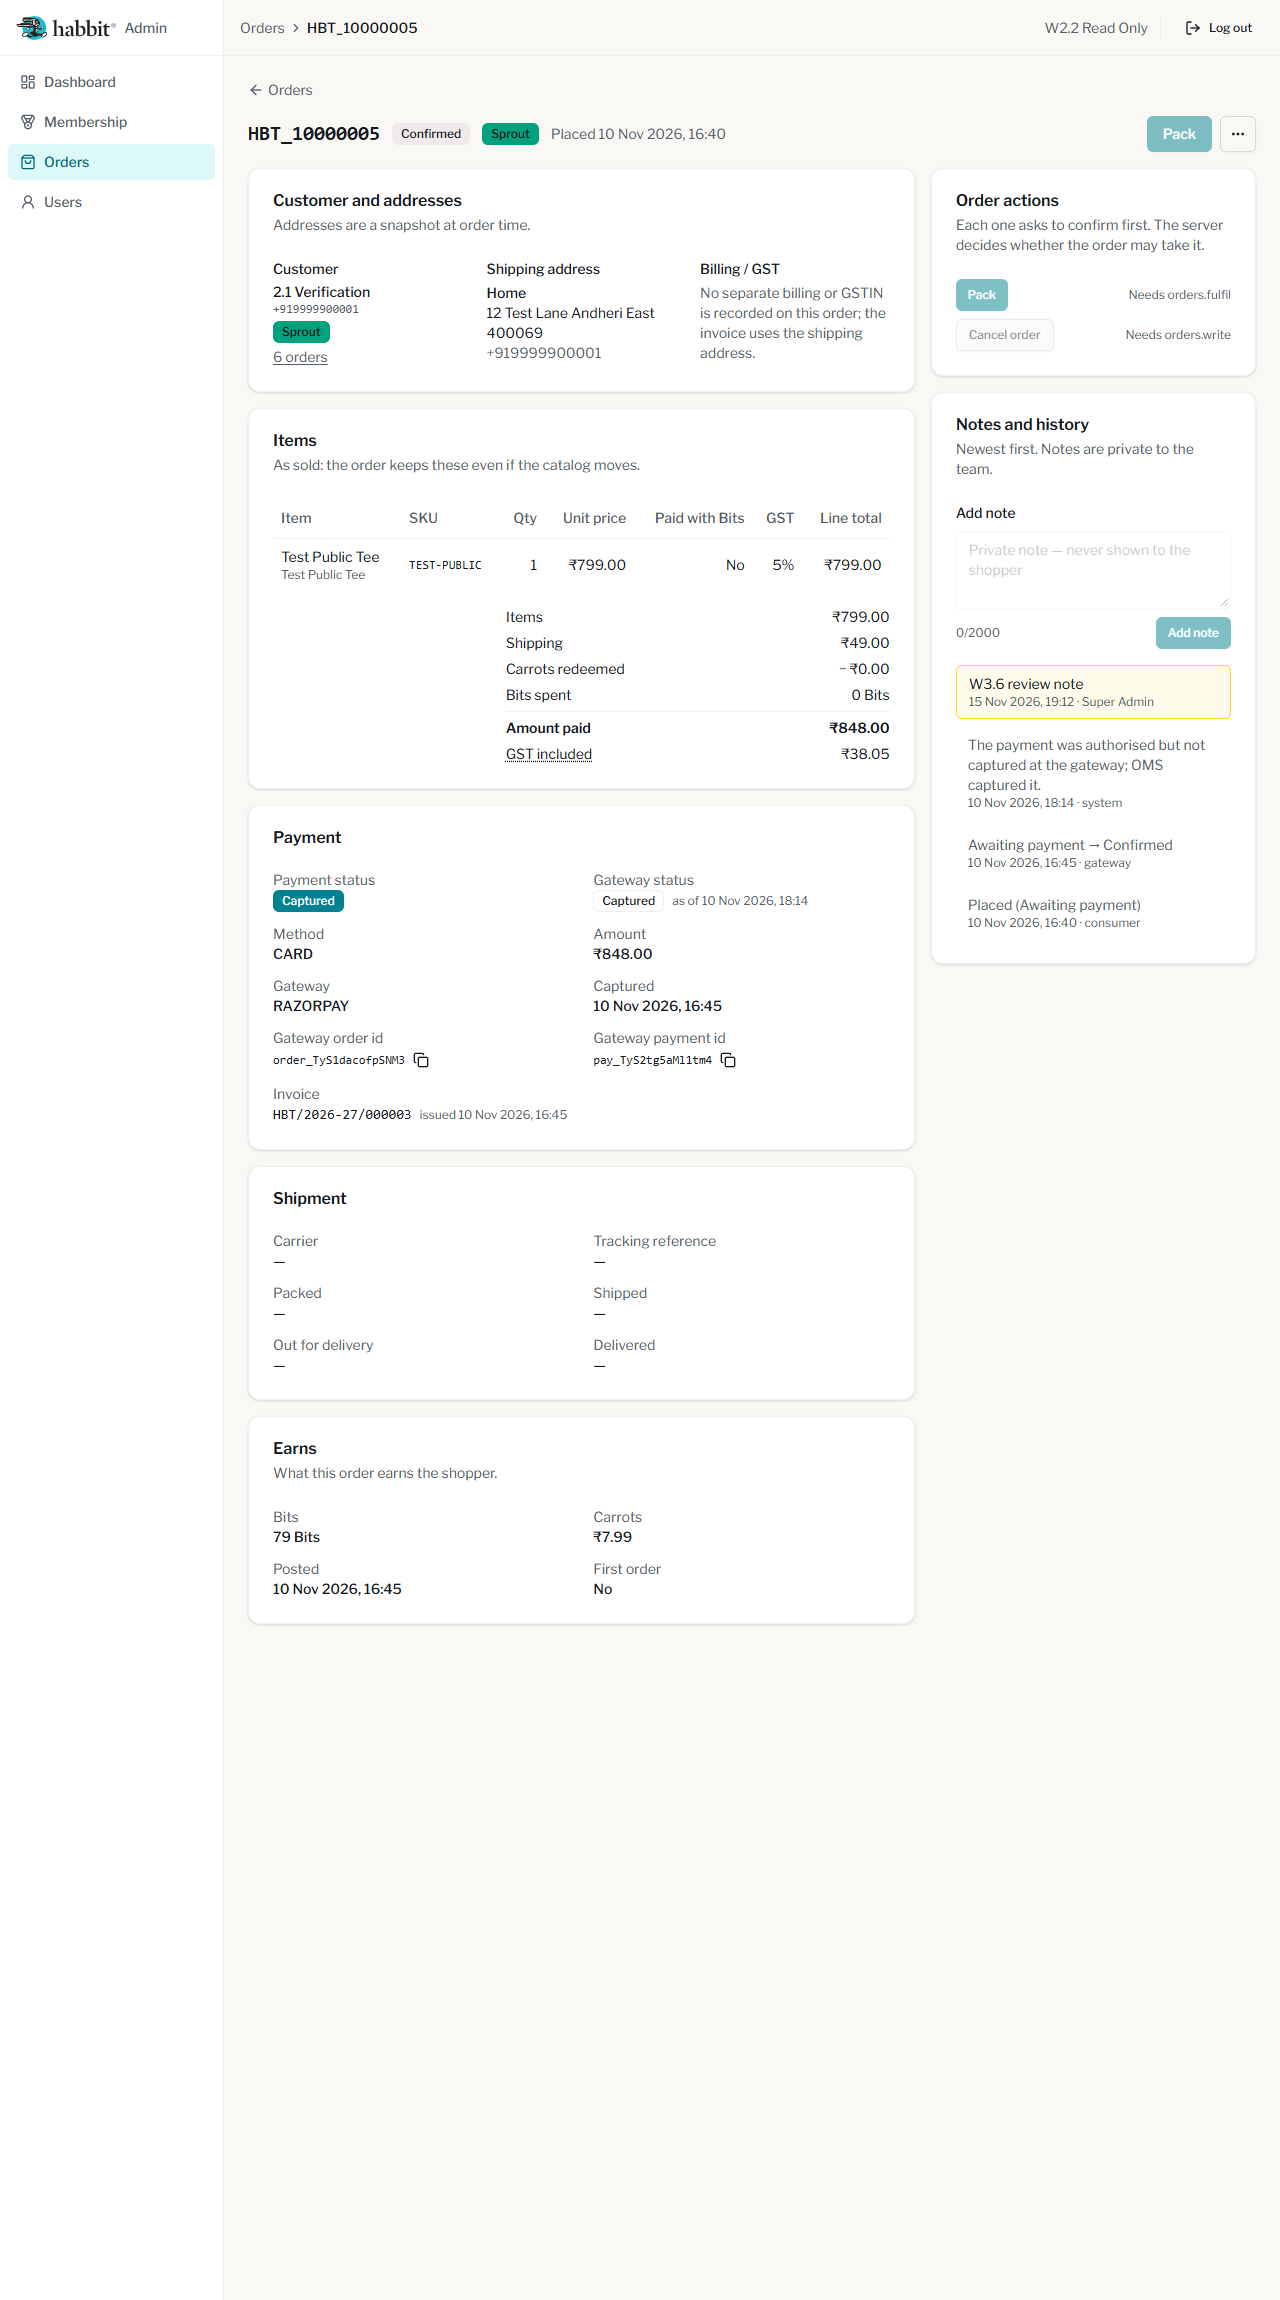 habbit® Admin
Dashboard
Membership
Orders
Users
Orders > HBT_10000005
W2.2 Read Only
Log out
← Orders
HBT_10000005 Confirmed Sprout Placed 10 Nov 2026, 16:40
Pack
Customer and addresses
Addresses are a snapshot at order time.
Customer
2.1 Verification
+919999900001
Sprout
6 orders
Shipping address
Home
12 Test Lane Andheri East
400069
+919999900001
Billing / GST
No separate billing or GSTIN
is recorded on this order; the
invoice uses the shipping
address.
Items
As sold: the order keeps these even if the catalog moves.
Item SKU Qty Unit price Paid with Bits GST Line total
Test Public Tee TEST-PUBLIC 1 ₹799.00 No 5% ₹799.00
Test Public Tee
Items ₹799.00
Shipping ₹49.00
Carrots redeemed − ₹0.00
Bits spent 0 Bits
Amount paid ₹848.00
GST included ₹38.05
Payment
Payment status
Captured
Gateway status
Captured as of 10 Nov 2026, 18:14
Method
CARD
Amount
₹848.00
Gateway
RAZORPAY
Captured
10 Nov 2026, 16:45
Gateway order id
order_TyS1dacofpSNM3
Gateway payment id
pay_TyS2tg5aMl1tm4
Invoice
HBT/2026-27/000003 issued 10 Nov 2026, 16:45
Shipment
Carrier
—
Tracking reference
—
Packed
—
Shipped
—
Out for delivery
—
Delivered
—
Earns
What this order earns the shopper.
Bits
79 Bits
Carrots
₹7.99
Posted
10 Nov 2026, 16:45
First order
No
Order actions
Each one asks to confirm first. The server
decides whether the order may take it.
Pack Needs orders.fulfil
Cancel order Needs orders.write
Notes and history
Newest first. Notes are private to the
team.
Add note
Private note — never shown to the
shopper
0/2000
Add note
W3.6 review note
15 Nov 2026, 19:12 · Super Admin
The payment was authorised but not
captured at the gateway; OMS
captured it.
10 Nov 2026, 18:14 · system
Awaiting payment → Confirmed
10 Nov 2026, 16:45 · gateway
Placed (Awaiting payment)
10 Nov 2026, 16:40 · consumer